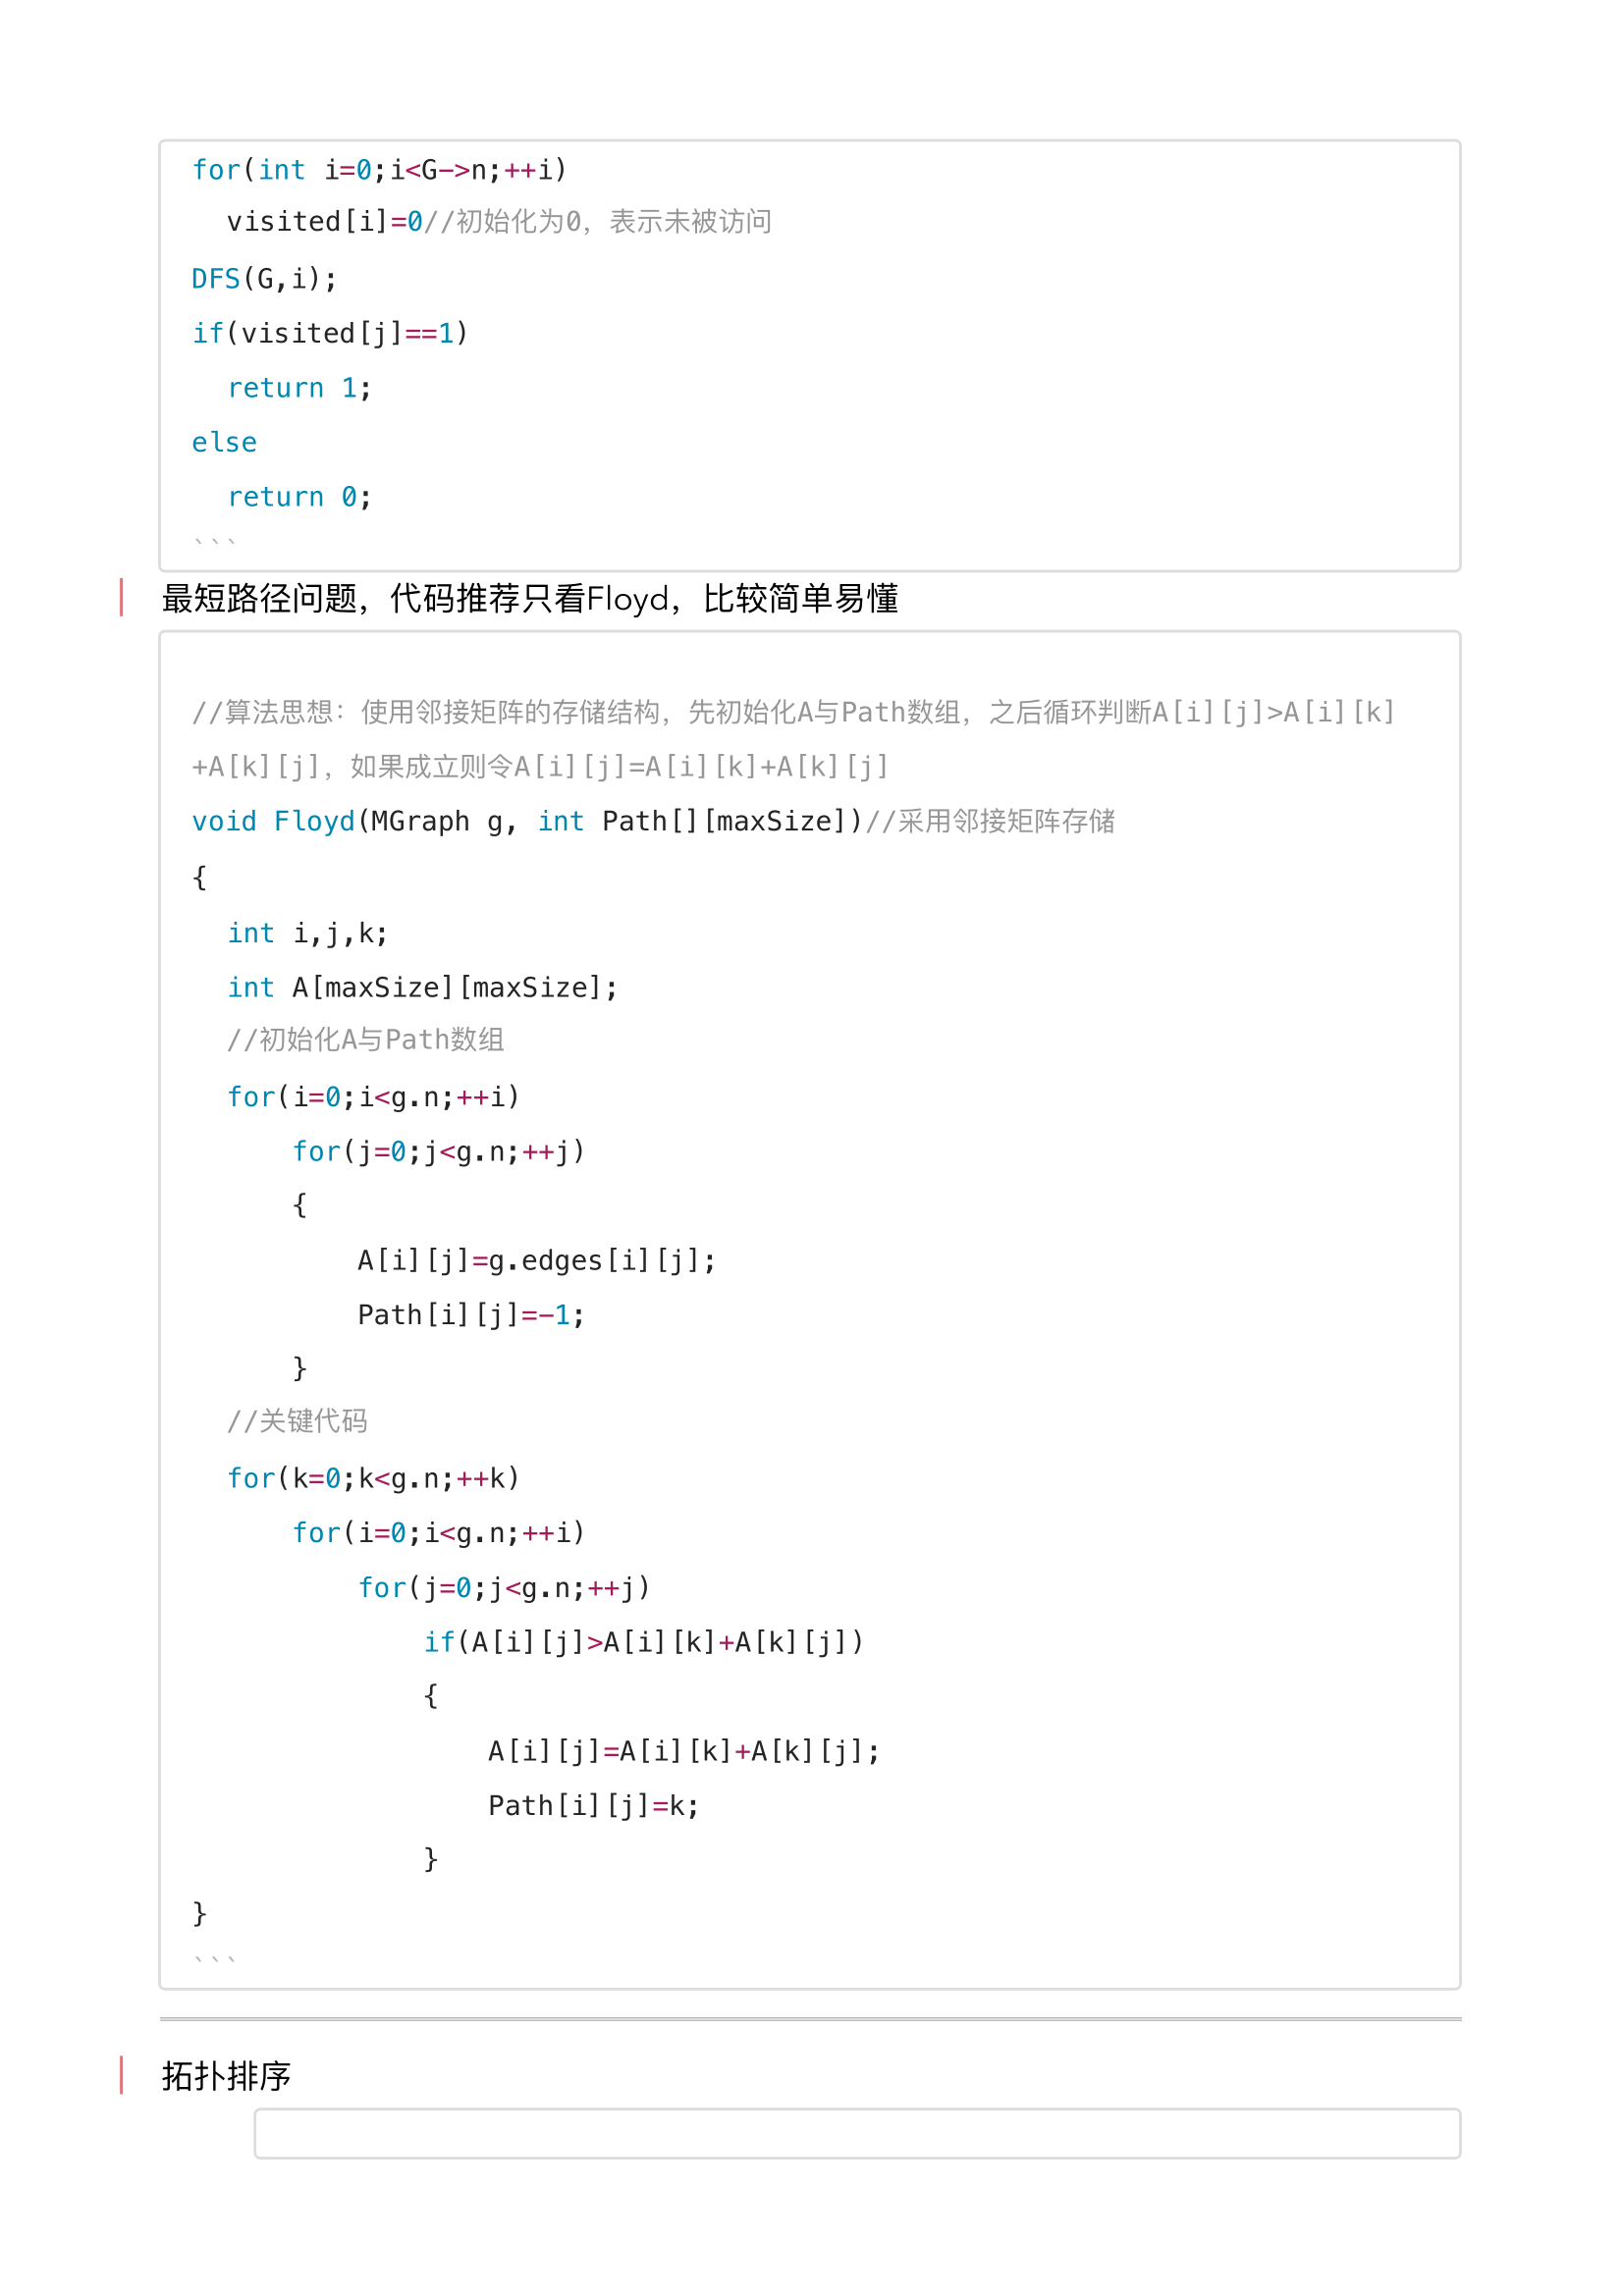 for(int i=0;i<G->n;++i)
  visited[i]=0//初始化为0，表示未被访问
DFS(G,i);
if(visited[j]==1)
  return 1;
else
  return 0;
```
最短路径问题，代码推荐只看Floyd，比较简单易懂
//算法思想：使用邻接矩阵的存储结构，先初始化A与Path数组，之后循环判断A[i][j]>A[i][k]
+A[k][j]，如果成立则令A[i][j]=A[i][k]+A[k][j]
void Floyd(MGraph g, int Path[][maxSize])//采用邻接矩阵存储
{
  int i,j,k;
  int A[maxSize][maxSize];
  //初始化A与Path数组
  for(i=0;i<g.n;++i)
      for(j=0;j<g.n;++j)
      {
          A[i][j]=g.edges[i][j];
          Path[i][j]=-1;
      }
  //关键代码
  for(k=0;k<g.n;++k)
      for(i=0;i<g.n;++i)
          for(j=0;j<g.n;++j)
              if(A[i][j]>A[i][k]+A[k][j])
              {
                  A[i][j]=A[i][k]+A[k][j];
                  Path[i][j]=k;
              }
}
```
拓扑排序